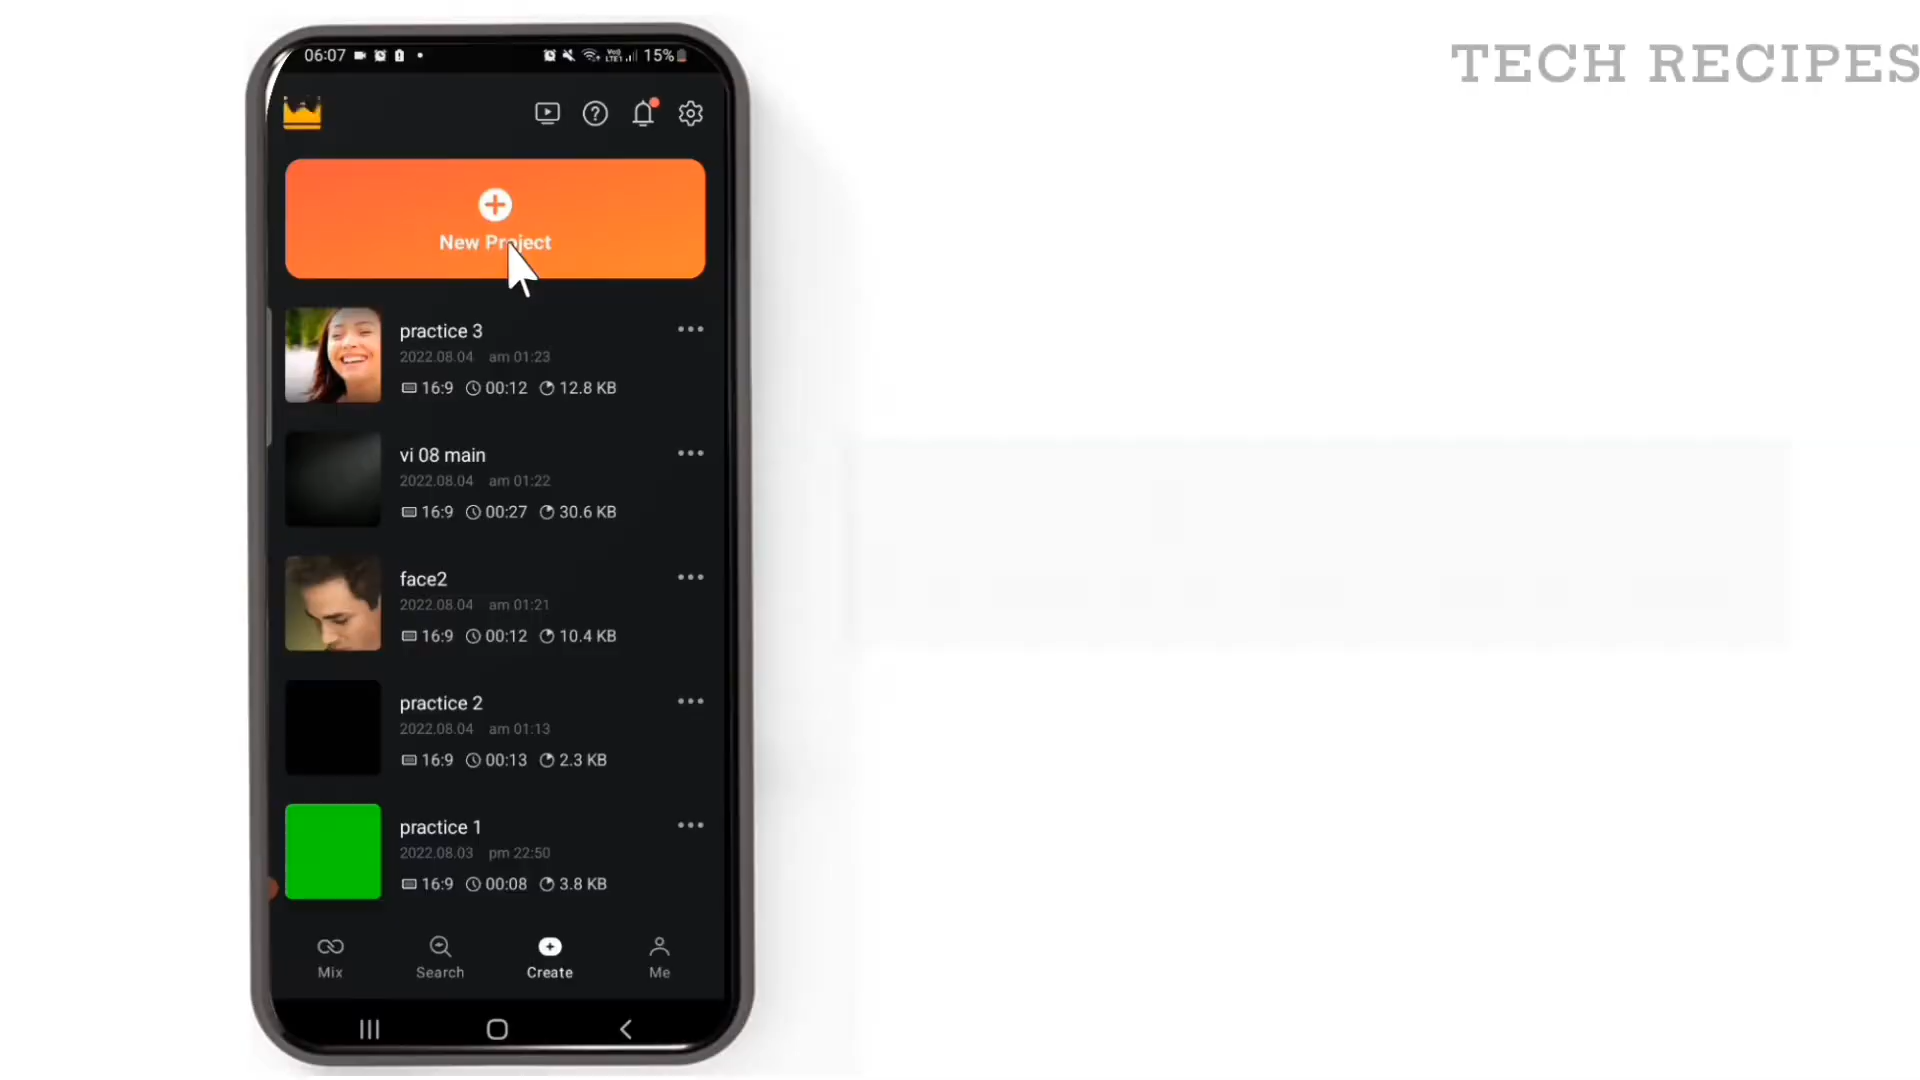 TECH RECIPES
06:07
15%
New Project
practice 3
2022.08.04 am 01:23
16:9 00:12 12.8 KB
vi 08 main
2022.08.04 am 01:22
16:9 00:27 30.6 KB
face2
2022.08.04 am 01:21
16:9 00:12 10.4 KB
practice 2
2022.08.04 am 01:13
16:9 00:13 2.3 KB
practice 1
2022.08.03 pm 22:50
16:9 00:08 3.8 KB
Mix Search Create Me